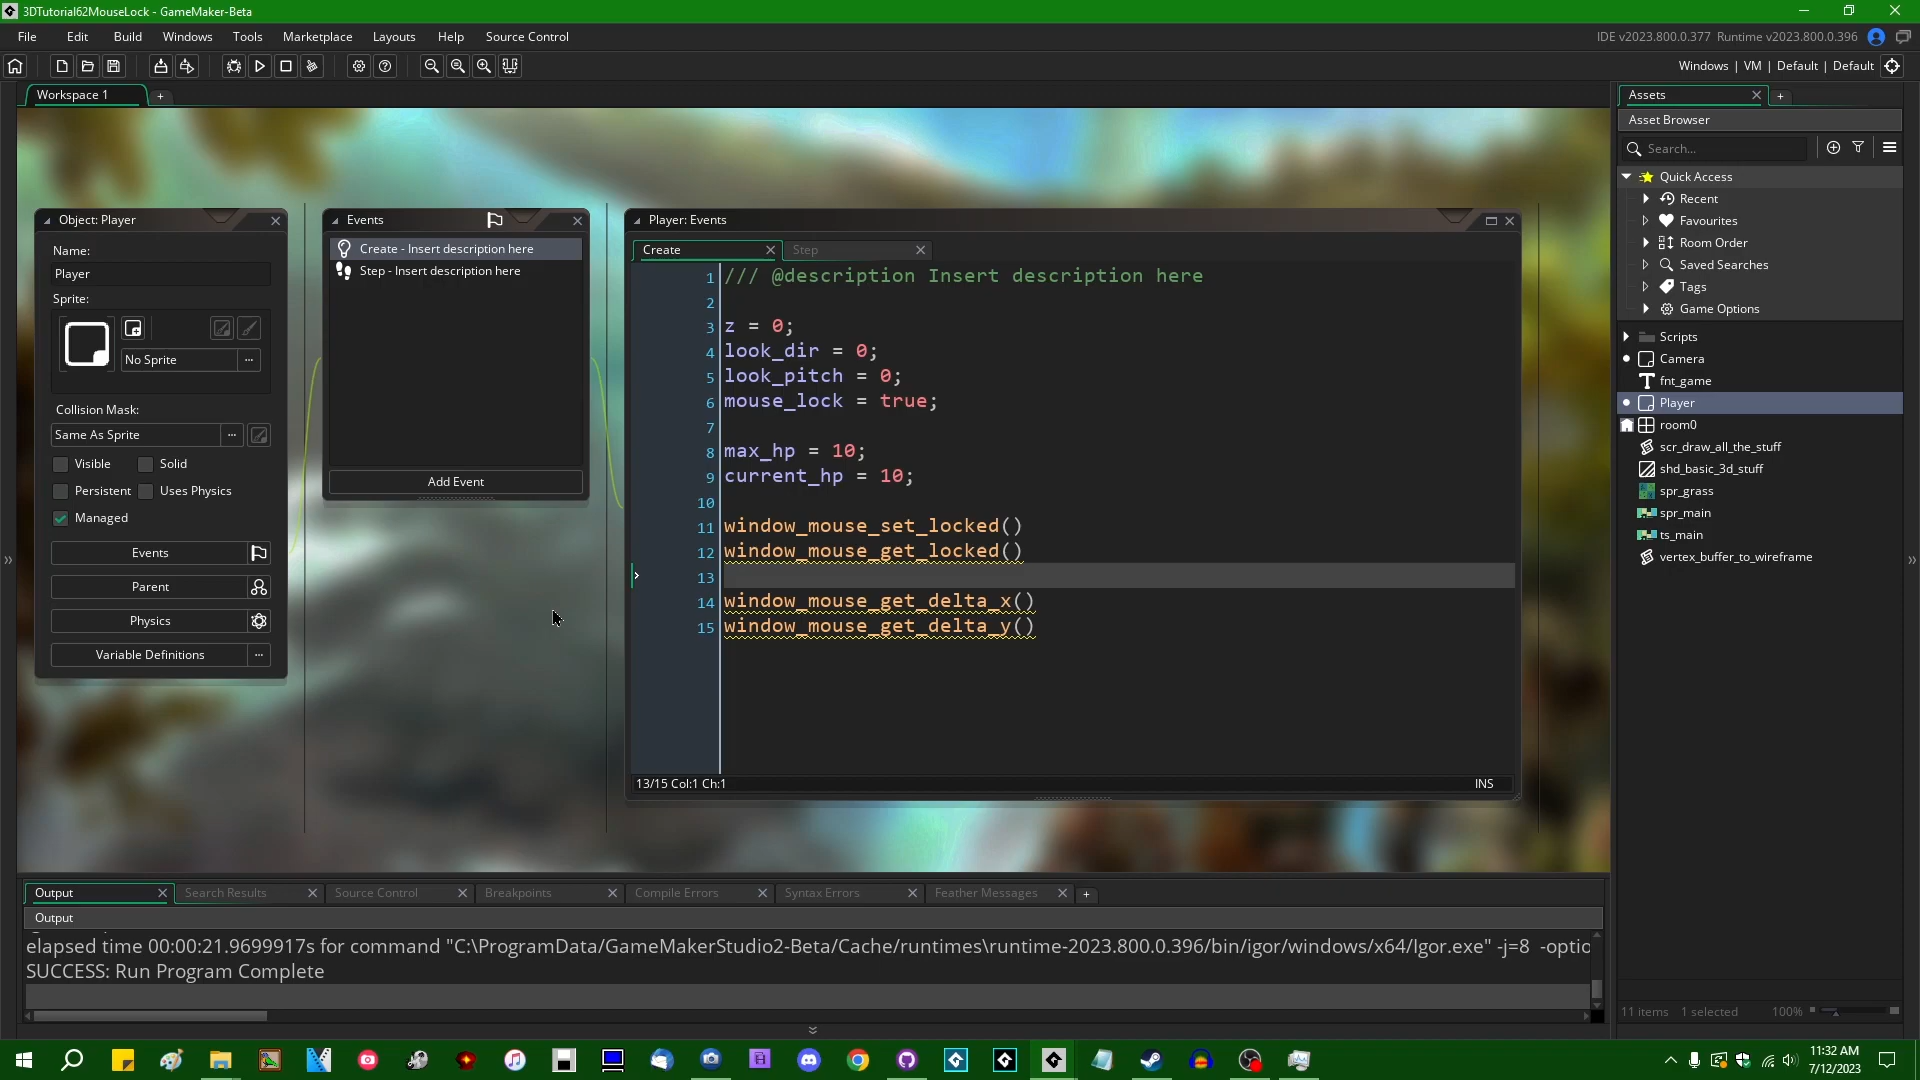 3DTutorial62MouseLock - GameMaker-Beta
File Edit Build Windows Tools Marketplace Layouts Help Source Control
IDE v2023.800.0.377 Runtime v2023.800.0.396
Windows | VM | Default | Default
Workspace 1
Object: Player
Name:
Player
Sprite:
No Sprite
Collision Mask:
Same As Sprite
Visible Solid
Persistent Uses Physics
Managed
Events
Parent
Physics
Variable Definitions
Events
Create - Insert description here
Step - Insert description here
Add Event
Player: Events
Create Step
1 /// @description Insert description here
2
3 z = 0;
4 look_dir = 0;
5 look_pitch = 0;
6 mouse_lock = true;
7
8 max_hp = 10;
9 current_hp = 10;
10
11 window_mouse_set_locked()
12 window_mouse_get_locked()
13
14 window_mouse_get_delta_x()
15 window_mouse_get_delta_y()
13/15 Col:1 Ch:1 INS
Assets
Asset Browser
Search...
Quick Access
Recent
Favourites
Room Order
Saved Searches
Tags
Game Options
Scripts
Camera
fnt_game
Player
room0
scr_draw_all_the_stuff
shd_basic_3d_stuff
spr_grass
spr_main
ts_main
vertex_buffer_to_wireframe
11 items 1 selected 100%
Output Search Results Source Control Breakpoints Compile Errors Syntax Errors Feather Messages
Output
elapsed time 00:00:21.9699917s for command "C:\ProgramData/GameMakerStudio2-Beta/Cache/runtimes\runtime-2023.800.0.396/bin/igor/windows/x64/Igor.exe" -j=8 -optio
SUCCESS: Run Program Complete
11:32 AM
7/12/2023